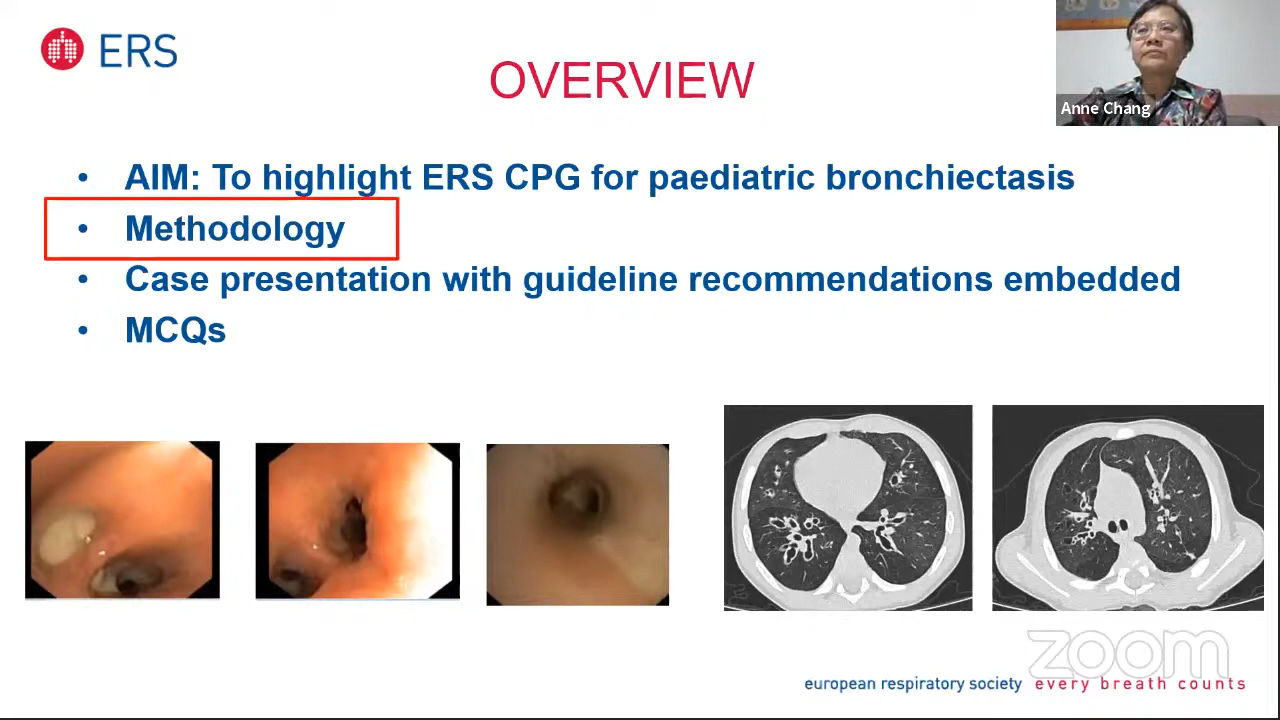 ERS
OVERVIEW
Anne Chang
• AIM: To highlight ERS CPG for paediatric bronchiectasis
• Methodology
• Case presentation with guideline recommendations embedded
• MCQs
zoom
european respiratory society every breath counts